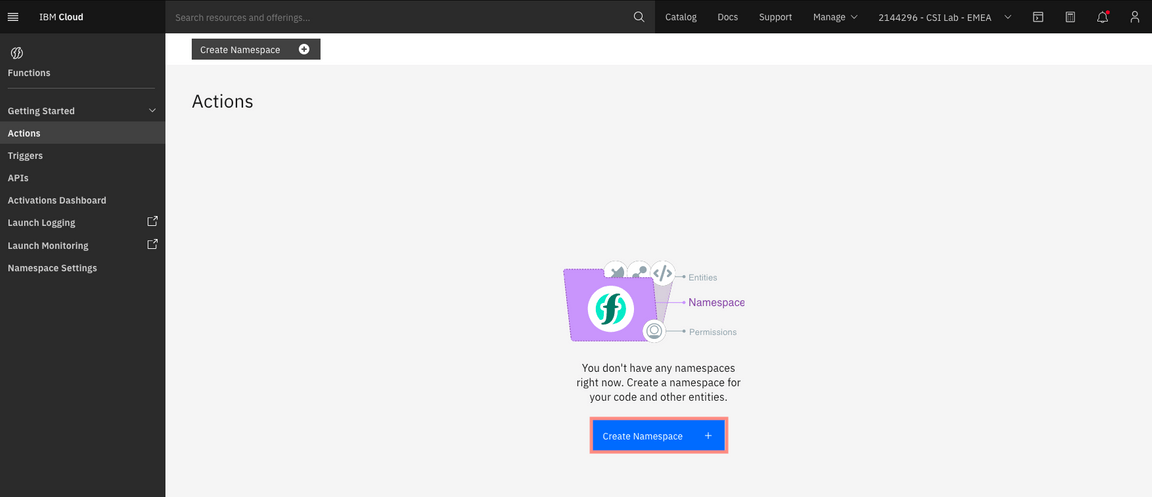 IBM Cloud
Search resources and offerings...
Catalog
Docs
Support
Manage
2144296 - CSI Lab - EMEA
Create Namespace
Functions
Getting Started
Actions
Triggers
APIs
Activations Dashboard
Launch Logging
Launch Monitoring
Namespace Settings
Actions
Entities
Namespace
Permissions
You don't have any namespaces
right now. Create a namespace for
your code and other entities.
Create Namespace